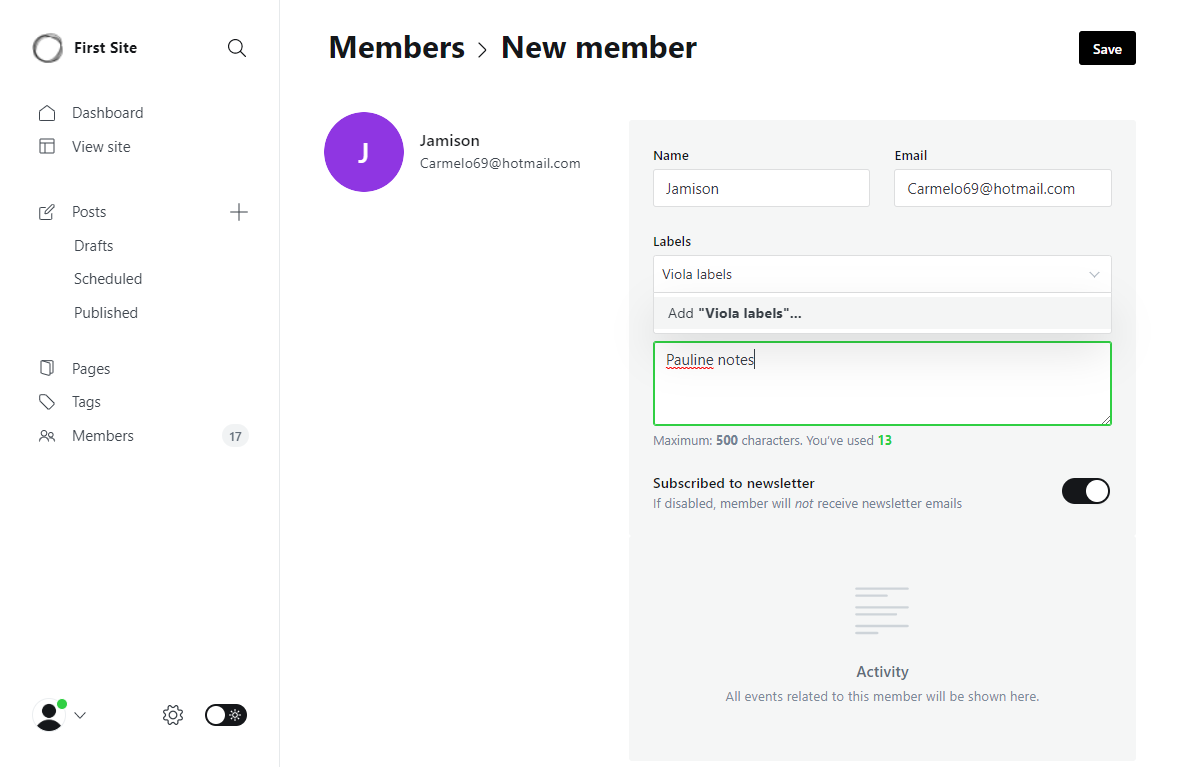 First Site
Dashboard
View site
Posts
Drafts
Scheduled
Published
Pages
Tags
Members
17
Members > New member
Save
J
Jamison
Carmelo69@hotmail.com
Name
Email
Jamison
Carmelo69@hotmail.com
Labels
Viola labels
Add "Viola labels"...
Pauline notes
Maximum: 500 characters. You've used 13
Subscribed to newsletter
If disabled, member will not receive newsletter emails
Activity
All events related to this member will be shown here.